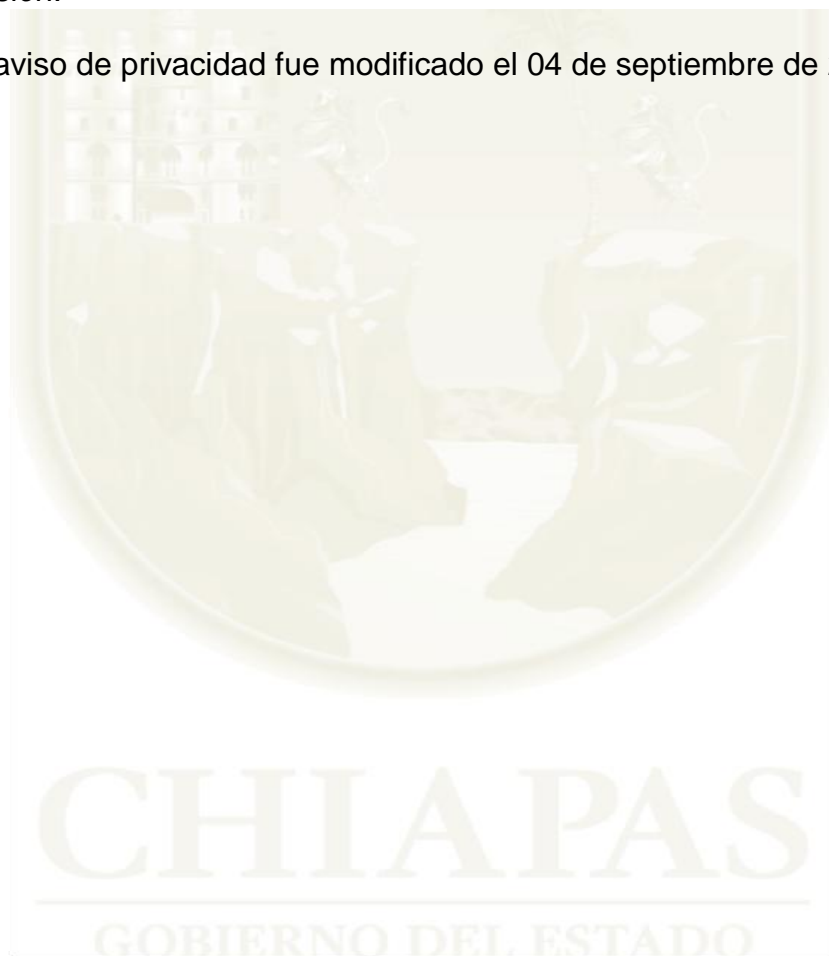 aviso de privacidad fue modificado el 04 de septiembre de
CHIAPAS
GOBIERNO DEL ESTADO